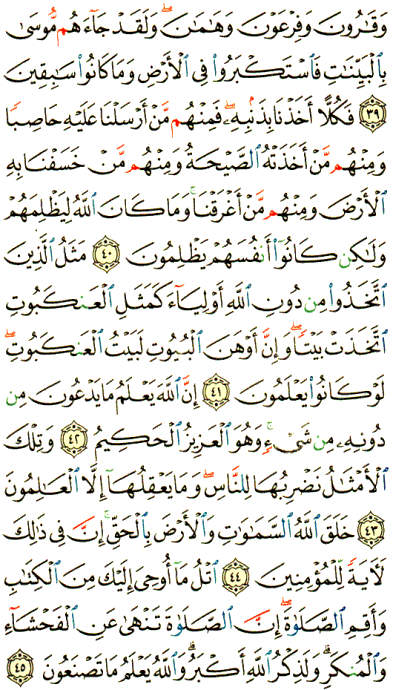 وَقَـٰرُونَ وَفِرْعَوْنَ وَهَـٰمَـٰنَ ۖ وَلَقَدْ جَآءَهُم مُّوسَىٰ
بِٱلْبَيِّنَـٰتِ فَٱسْتَكْبَرُوا۟ فِى ٱلْأَرْضِ وَمَا كَانُوا۟ سَـٰبِقِينَ
٣٩ فَكُلًّا أَخَذْنَا بِذَنۢبِهِۦ ۖ فَمِنْهُم مَّنْ أَرْسَلْنَا عَلَيْهِ حَاصِبًا
وَمِنْهُم مَّنْ أَخَذَتْهُ ٱلصَّيْحَةُ وَمِنْهُم مَّنْ خَسَفْنَا بِهِ
ٱلْأَرْضَ وَمِنْهُم مَّنْ أَغْرَقْنَا ۚ وَمَا كَانَ ٱللَّهُ لِيَظْلِمَهُمْ
وَلَـٰكِن كَانُوٓا۟ أَنفُسَهُمْ يَظْلِمُونَ ٤٠ مَثَلُ ٱلَّذِينَ
ٱتَّخَذُوا۟ مِن دُونِ ٱللَّهِ أَوْلِيَآءَ كَمَثَلِ ٱلْعَنكَبُوتِ
ٱتَّخَذَتْ بَيْتًا ۖ وَإِنَّ أَوْهَنَ ٱلْبُيُوتِ لَبَيْتُ ٱلْعَنكَبُوتِ ۖ
لَوْ كَانُوا۟ يَعْلَمُونَ ٤١ إِنَّ ٱللَّهَ يَعْلَمُ مَا يَدْعُونَ مِن
دُونِهِۦ مِن شَىْءٍ ۚ وَهُوَ ٱلْعَزِيزُ ٱلْحَكِيمُ ٤٢ وَتِلْكَ
ٱلْأَمْثَـٰلُ نَضْرِبُهَا لِلنَّاسِ ۖ وَمَا يَعْقِلُهَآ إِلَّا ٱلْعَـٰلِمُونَ
٤٣ خَلَقَ ٱللَّهُ ٱلسَّمَـٰوَٰتِ وَٱلْأَرْضَ بِٱلْحَقِّ ۚ إِنَّ فِى ذَٰلِكَ
لَـَٔايَةً لِّلْمُؤْمِنِينَ ٤٤ ٱتْلُ مَآ أُوحِىَ إِلَيْكَ مِنَ ٱلْكِتَـٰبِ
وَأَقِمِ ٱلصَّلَوٰةَ ۖ إِنَّ ٱلصَّلَوٰةَ تَنْهَىٰ عَنِ ٱلْفَحْشَآءِ
وَٱلْمُنكَرِ ۗ وَلَذِكْرُ ٱللَّهِ أَكْبَرُ ۗ وَٱللَّهُ يَعْلَمُ مَا تَصْنَعُونَ ٤٥